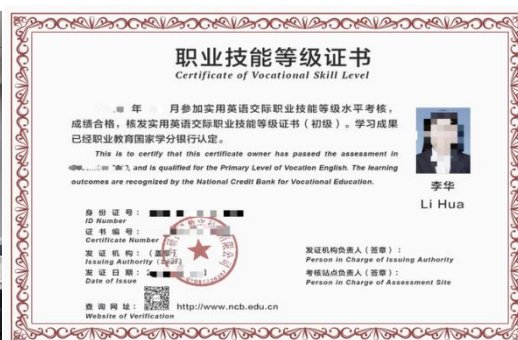 职业技能等级证书
Certificate of Vocational Skill Level
年 月参加实用英语交际职业技能等级水平考核，
成绩合格，核发实用英语交际职业技能等级证书（初级）。学习成果
已经职业教育国家学分银行认定。
This is to certify that this certificate owner has passed the assessment in
, and is qualified for the Primary Level of Vocation English. The learning
outcomes are recognized by the National Credit Bank for Vocational Education.
李华
Li Hua
身份证号：
ID Number
证书编号：
Certificate Number
发证机构：（盖章）
Issuing Authority (Seal)
发证日期：2
Date of Issue
发证机构负责人（签章）：
Person in Charge of Issuing Authority
考核站点负责人（签章）：
Person in Charge of Assessment Site
查询网址： http://www.ncb.edu.cn
Website of Verification